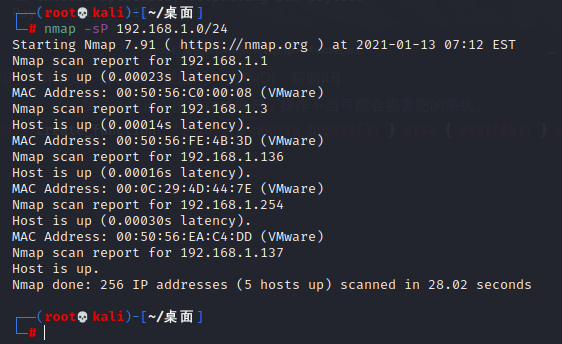 ┌──(root💀kali)-[~/桌面]
└─# nmap -sP 192.168.1.0/24
Starting Nmap 7.91 ( https://nmap.org ) at 2021-01-13 07:12 EST
Nmap scan report for 192.168.1.1
Host is up (0.00023s latency).
MAC Address: 00:50:56:C0:00:08 (VMware)
Nmap scan report for 192.168.1.3
Host is up (0.00014s latency).
MAC Address: 00:50:56:FE:4B:3D (VMware)
Nmap scan report for 192.168.1.136
Host is up (0.00016s latency).
MAC Address: 00:0C:29:4D:44:7E (VMware)
Nmap scan report for 192.168.1.254
Host is up (0.00030s latency).
MAC Address: 00:50:56:EA:C4:DD (VMware)
Nmap scan report for 192.168.1.137
Host is up.
Nmap done: 256 IP addresses (5 hosts up) scanned in 28.02 seconds
┌──(root💀kali)-[~/桌面]
└─#